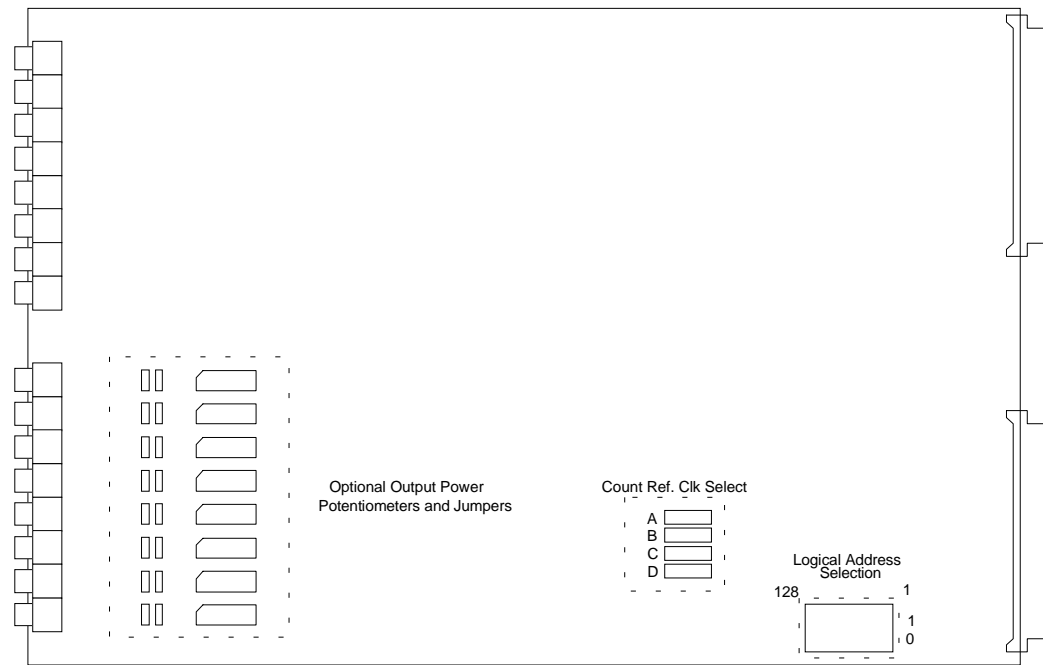 Optional Output Power
Potentiometers and Jumpers
Count Ref. Clk Select
A
B
C
D
Logical Address
Selection
128
1
1
0